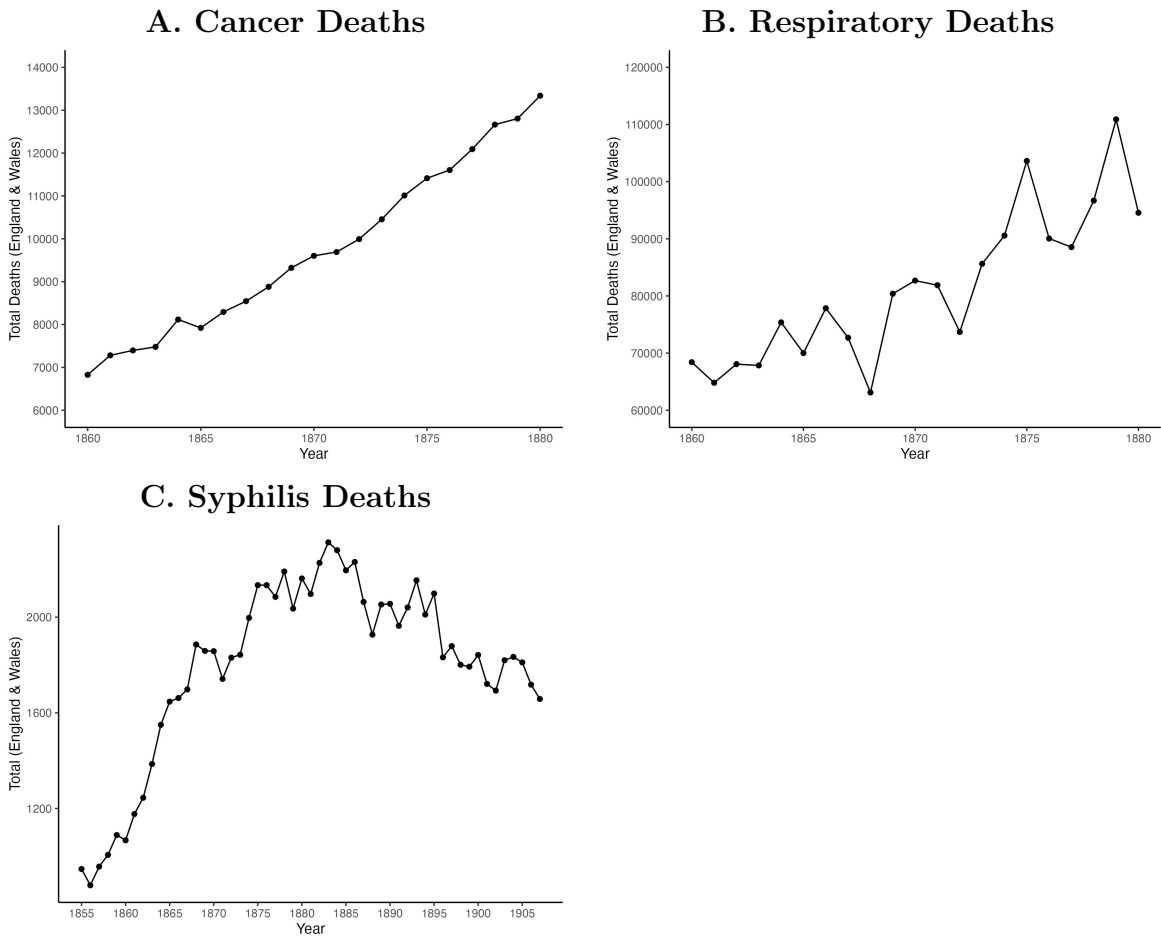 A. Cancer Deaths
Total Deaths (England & Wales)
14000
13000
12000
11000
10000
9000
8000
7000
6000
1860 1865 1870 1875 1880
Year
B. Respiratory Deaths
Total Deaths (England & Wales)
120000
110000
100000
90000
80000
70000
60000
1860 1865 1870 1875 1880
Year
C. Syphilis Deaths
Total (England & Wales)
2000
1600
1200
1855 1860 1865 1870 1875 1880 1885 1890 1895 1900 1905
Year